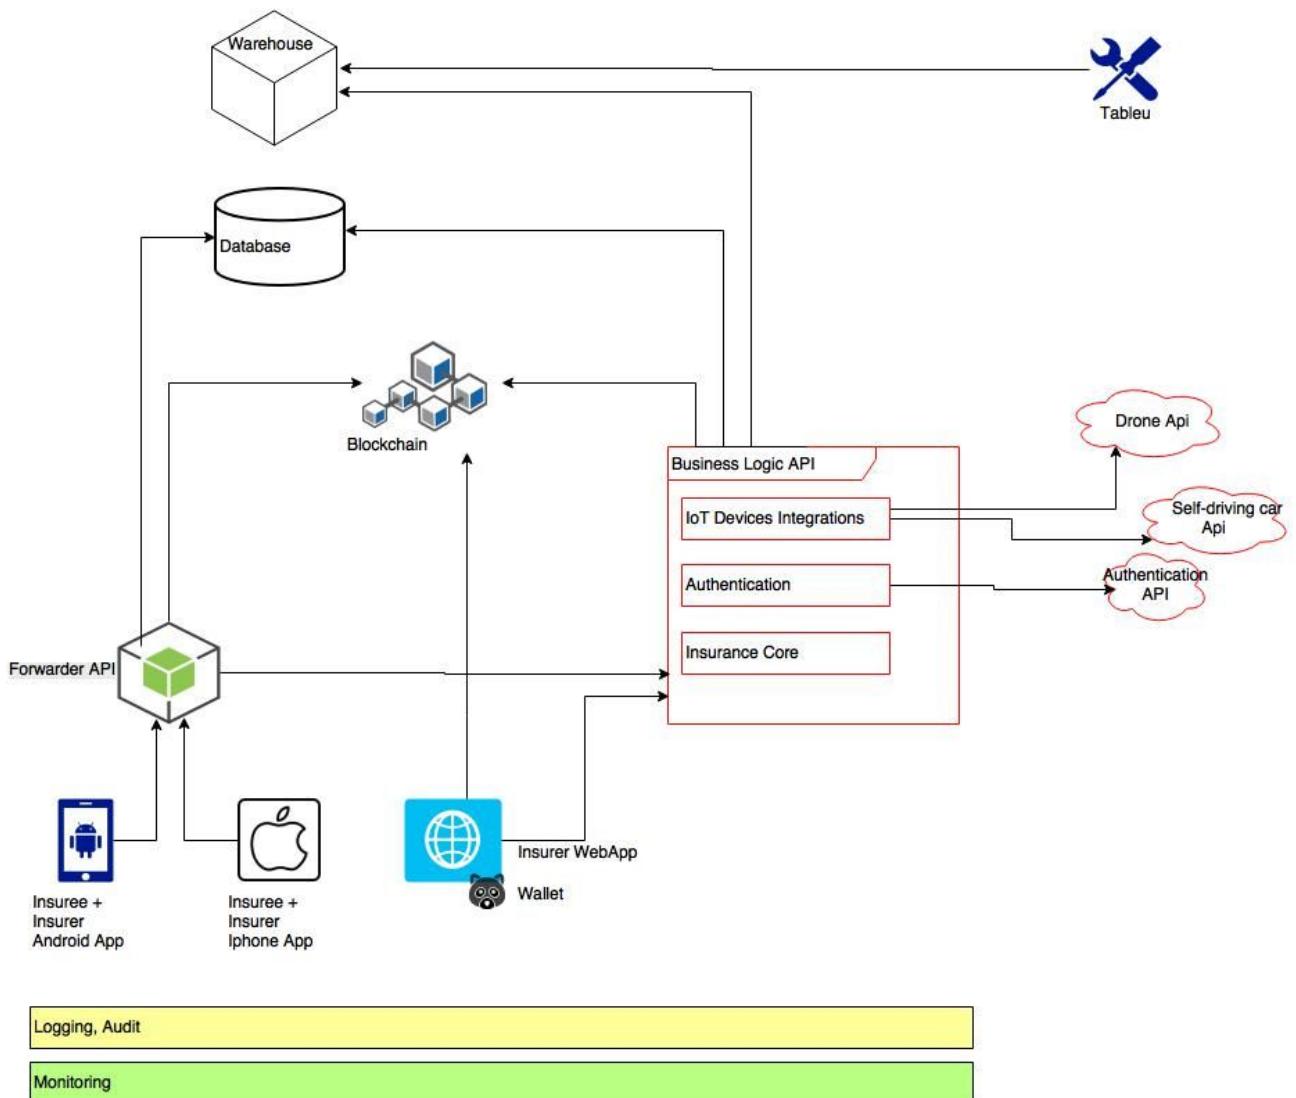 Warehouse
Tableu
Database
Blockchain
Drone Api
Business Logic API
IoT Devices Integrations
Self-driving car
Api
Authentication
Authentication
API
Insurance Core
Forwarder API
Insurer WebApp
Wallet
Insuree +
Insurer
Android App
Insuree +
Insurer
Iphone App
Logging, Audit
Monitoring